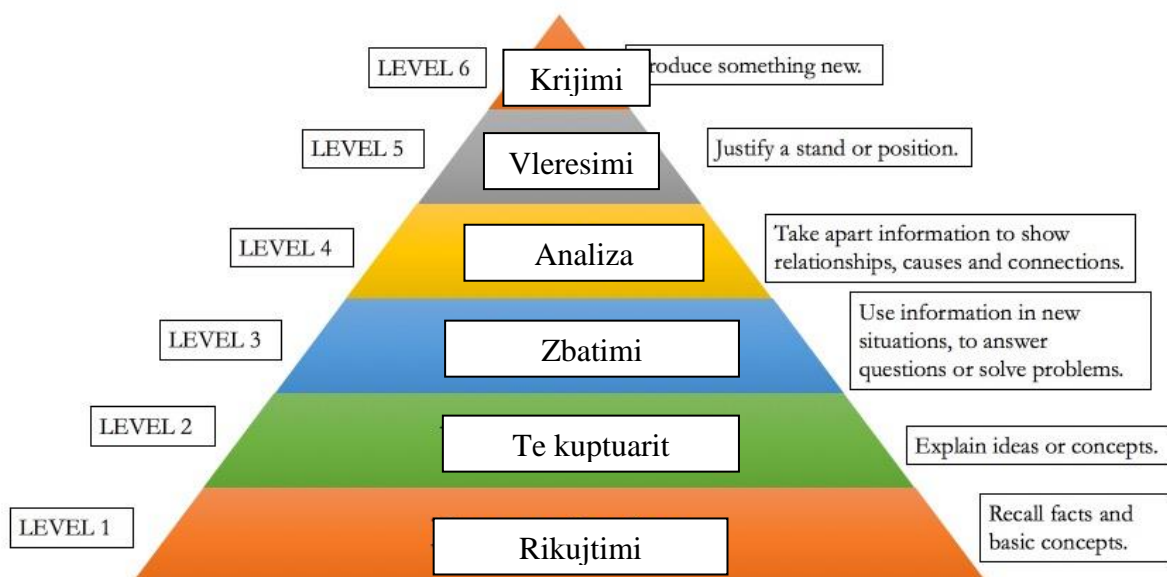 LEVEL 6
Krijimi
roduce something new.
LEVEL 5
Vleresimi
Justify a stand or position.
LEVEL 4
Analiza
Take apart information to show
relationships, causes and connections.
LEVEL 3
Zbatimi
Use information in new
situations, to answer
questions or solve problems.
LEVEL 2
Te kuptuarit
Explain ideas or concepts.
LEVEL 1
Rikujtimi
Recall facts and
basic concepts.